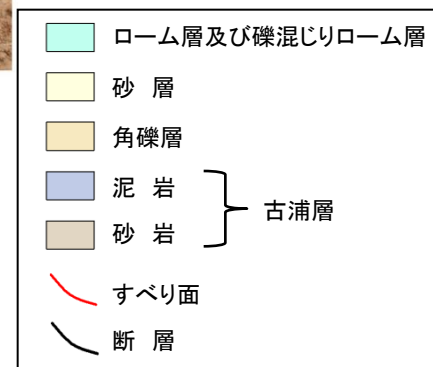 ローム層及び礫混じりローム層
砂 層
角礫層
泥 岩
古浦層
砂 岩
すべり面
断 層